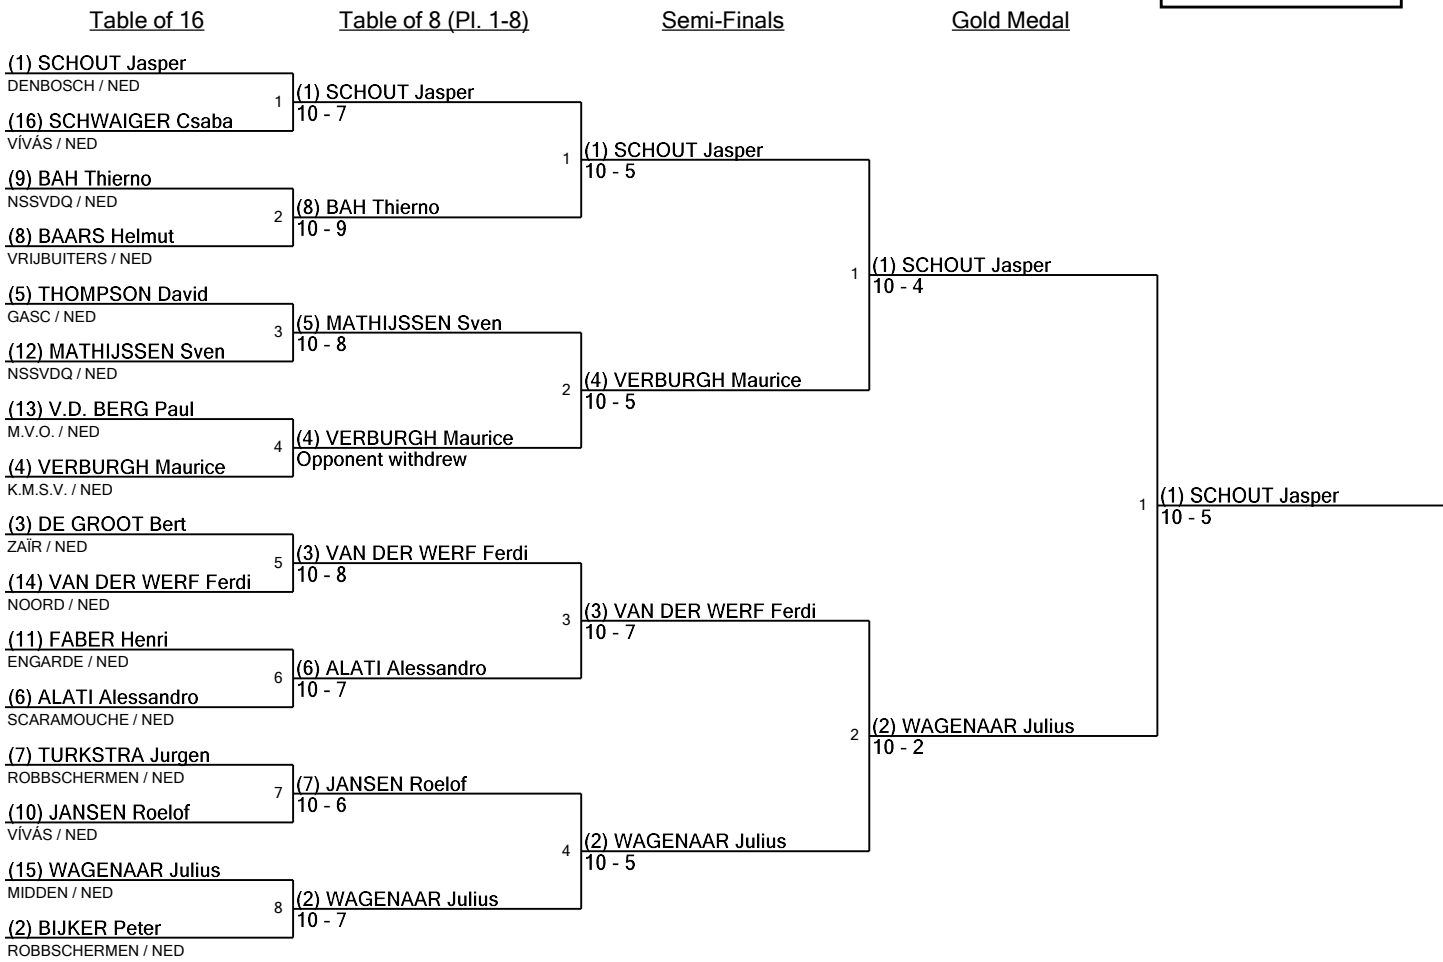 Table of 16
Table of 8 (Pl. 1-8)
Semi-Finals
Gold Medal
(1) SCHOUT Jasper
DENBOSCH / NED
1
(16) SCHWAIGER Csaba
VÍVÁS / NED
(9) BAH Thierno
NSSVDQ / NED
2
(8) BAARS Helmut
VRIJBUITERS / NED
(5) THOMPSON David
GASC / NED
3
(12) MATHIJSSEN Sven
NSSVDQ / NED
(13) V.D. BERG Paul
M.V.O. / NED
4
(4) VERBURGH Maurice
K.M.S.V. / NED
(3) DE GROOT Bert
ZAÏR / NED
5
(14) VAN DER WERF Ferdi
NOORD / NED
(11) FABER Henri
ENGARDE / NED
6
(6) ALATI Alessandro
SCARAMOUCHE / NED
(7) TURKSTRA Jurgen
ROBBSCHERMEN / NED
7
(10) JANSEN Roelof
VÍVÁS / NED
(15) WAGENAAR Julius
MIDDEN / NED
8
(2) BIJKER Peter
ROBBSCHERMEN / NED
(1) SCHOUT Jasper
10 - 7
1
(8) BAH Thierno
10 - 9
(5) MATHIJSSEN Sven
10 - 8
2
(4) VERBURGH Maurice
Opponent withdrew
(3) VAN DER WERF Ferdi
10 - 8
3
(6) ALATI Alessandro
10 - 7
(7) JANSEN Roelof
10 - 6
4
(2) WAGENAAR Julius
10 - 7
(1) SCHOUT Jasper
10 - 5
1
(4) VERBURGH Maurice
10 - 5
(3) VAN DER WERF Ferdi
10 - 7
2
(2) WAGENAAR Julius
10 - 5
(1) SCHOUT Jasper
10 - 4
1
(2) WAGENAAR Julius
10 - 2
(1) SCHOUT Jasper
10 - 5